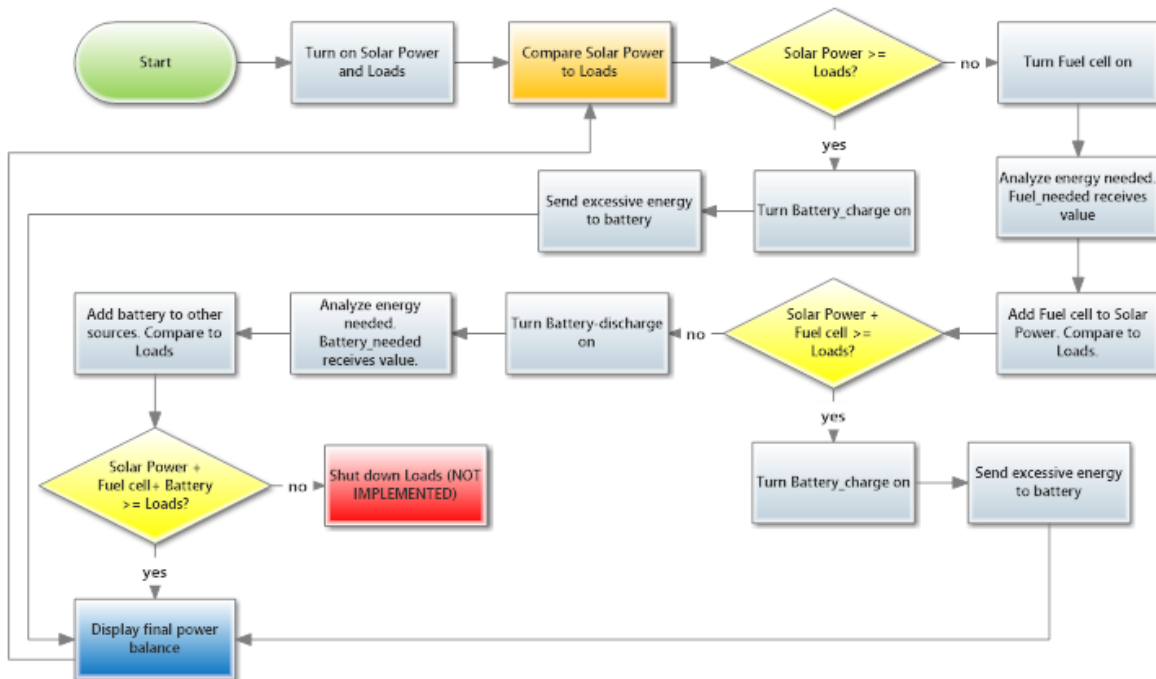 Start
Turn on Solar Power
and Loads
Compare Solar Power
to Loads
Solar Power >=
Loads?
no
Turn Fuel cell on
yes
Analyze energy needed.
Fuel_needed receives
value
Turn Battery_charge on
Send excessive energy
to battery
Add Fuel cell to Solar
Power. Compare to
Loads.
Solar Power +
Fuel cell >=
Loads?
no
Turn Battery-discharge
on
Analyze energy
needed.
Battery_needed
receives value.
Add battery to other
sources. Compare to
Loads
yes
Turn Battery_charge on
Send excessive energy
to battery
Solar Power +
Fuel cell+ Battery
>= Loads?
no
Shut down Loads (NOT
IMPLEMENTED)
yes
Display final power
balance